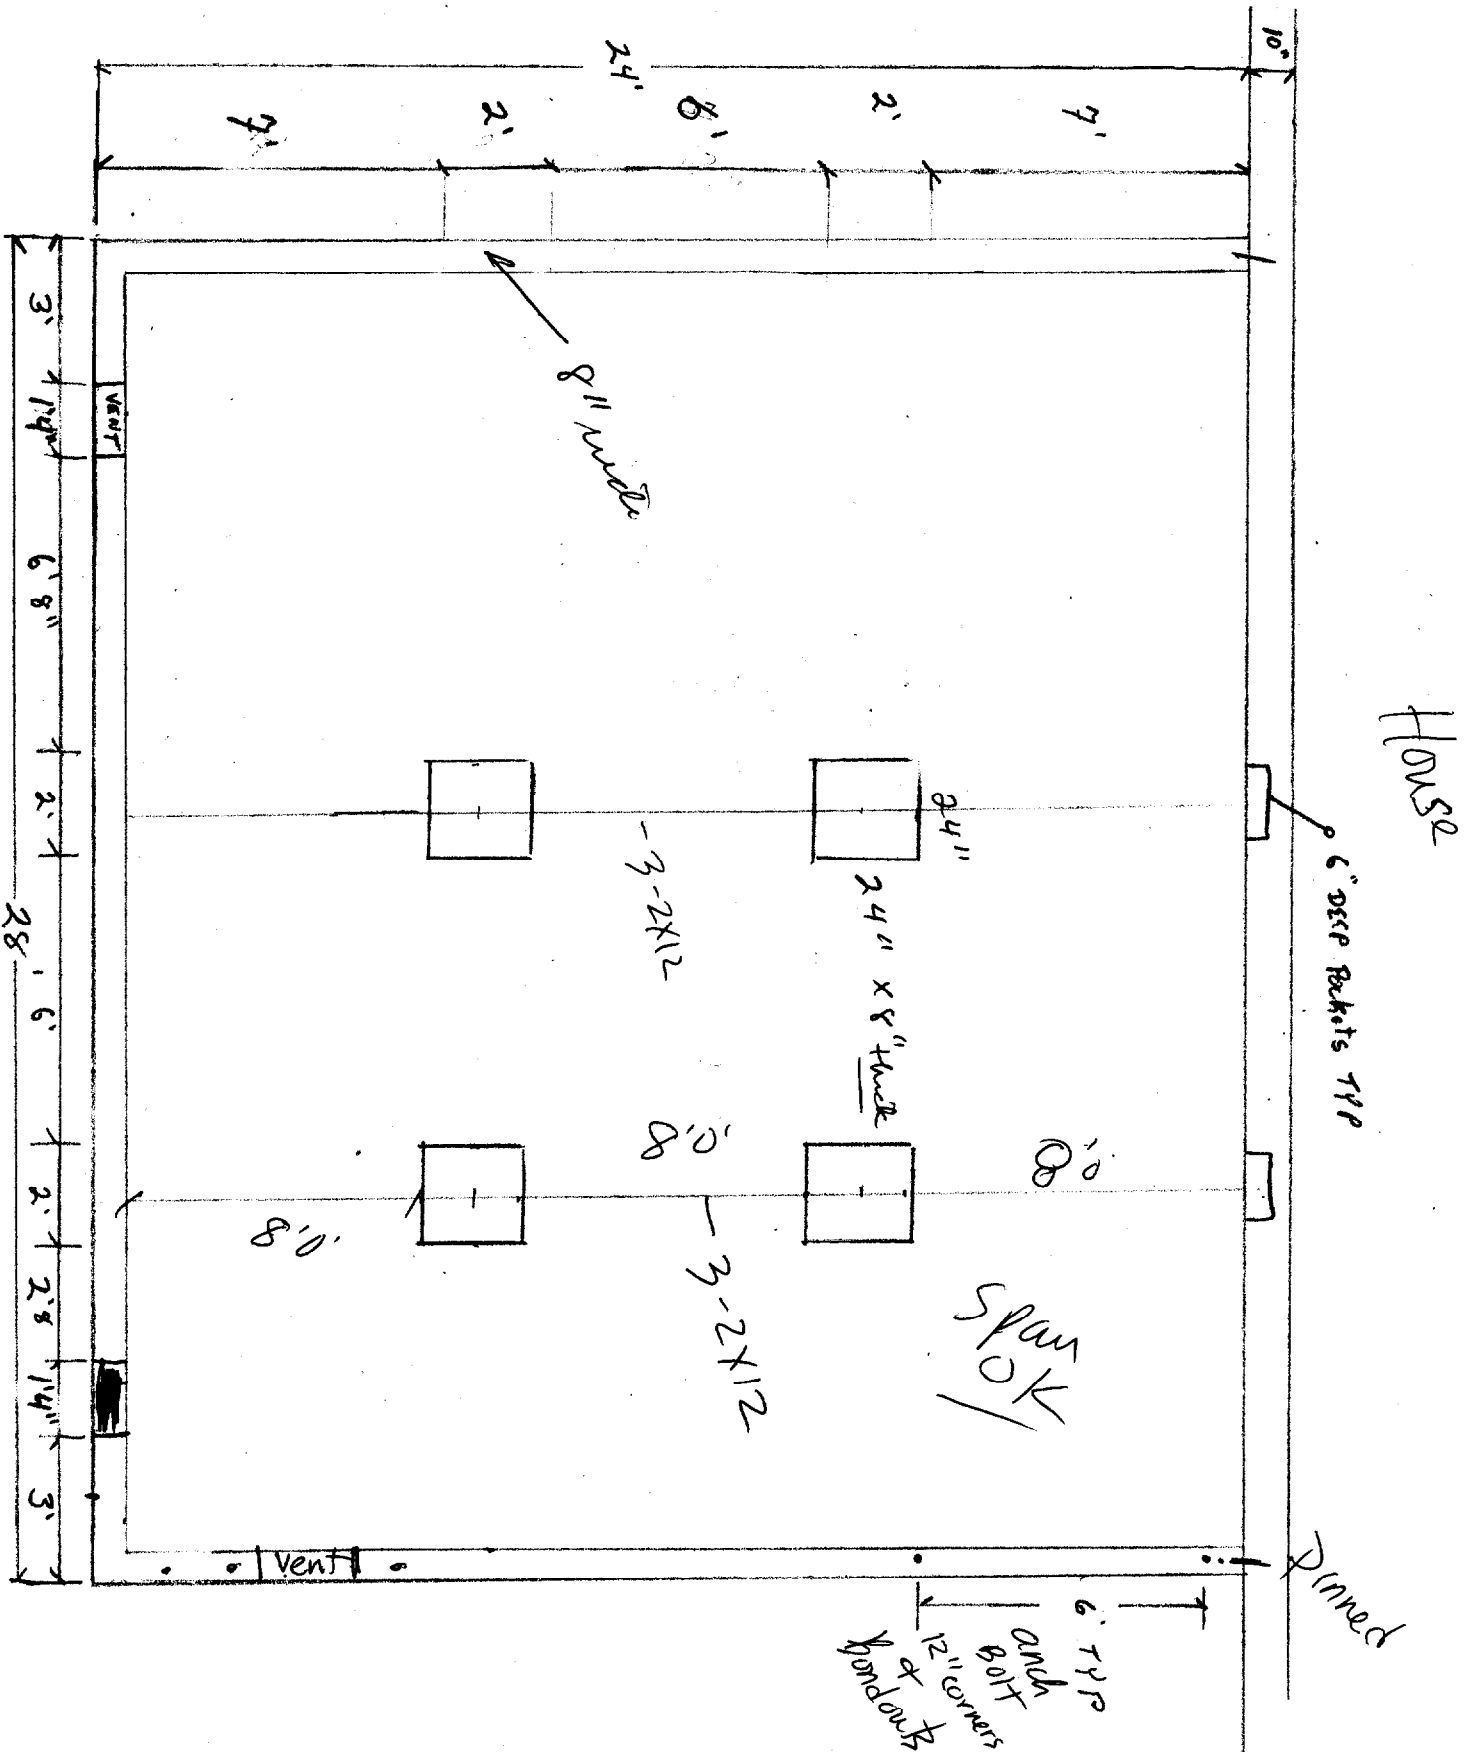 House
10"
6" DEEP Pockets TYP
24'
7'
2'
6'
2'
7'
8" wide
24"
24" x 8" thick
3-2X12
8'0"
8'0"
8'0"
3-2X12
Span
OK
Pinned
Vent
6' TYP
anch
BOLT
12" corners
&
VENT
3'
1'4"
6'8"
2'
6'
2'
2'8
1'4"
3'
28'